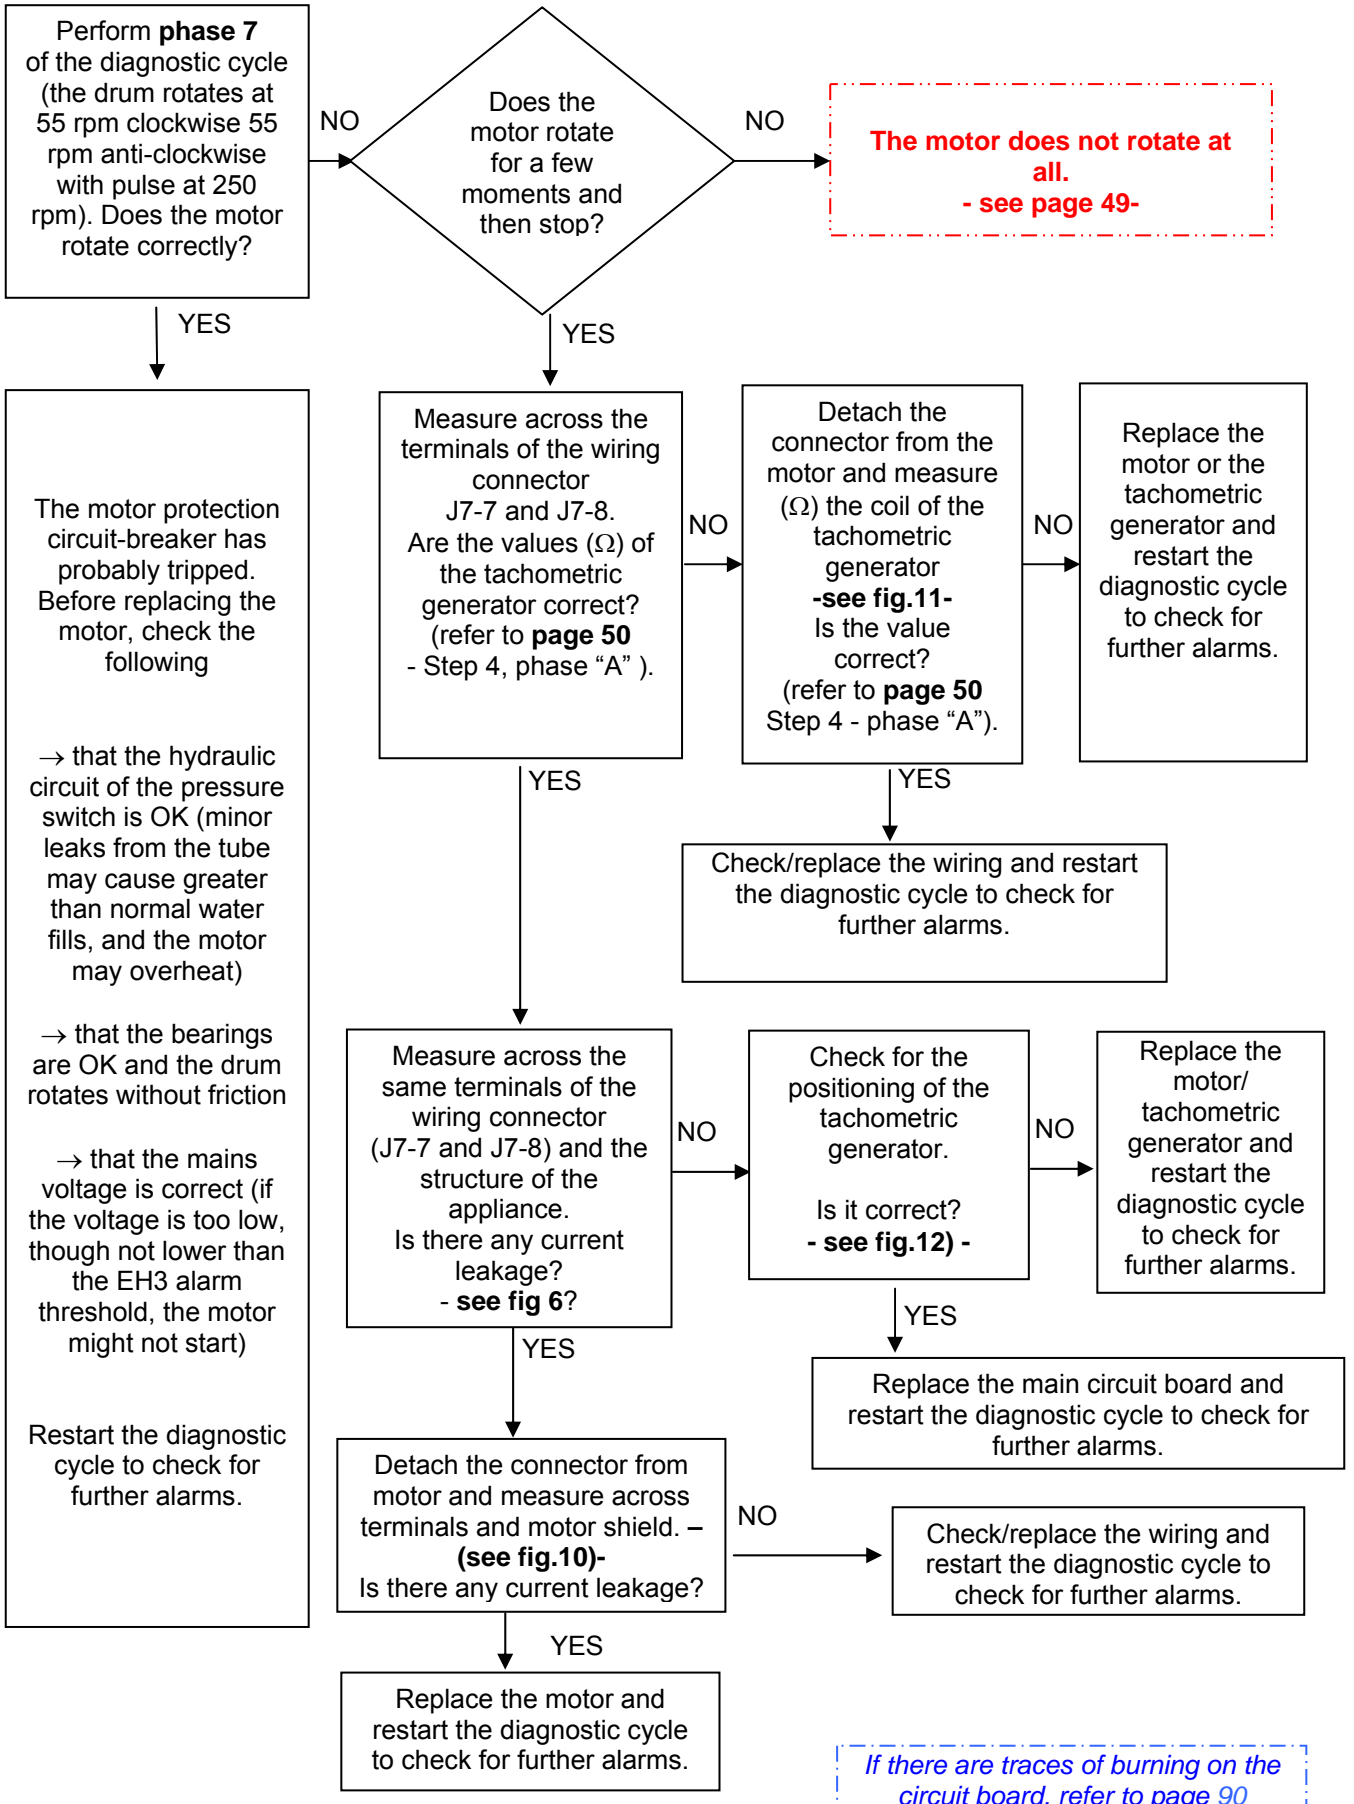 Perform phase 7
of the diagnostic cycle
(the drum rotates at
55 rpm clockwise 55
rpm anti-clockwise
with pulse at 250
rpm). Does the motor
rotate correctly?
NO
Does the
motor rotate
for a few
moments and
then stop?
NO
The motor does not rotate at
all.
- see page 49-
YES
YES
The motor protection
circuit-breaker has
probably tripped.
Before replacing the
motor, check the
following
→ that the hydraulic
circuit of the pressure
switch is OK (minor
leaks from the tube
may cause greater
than normal water
fills, and the motor
may overheat)
→ that the bearings
are OK and the drum
rotates without friction
→ that the mains
voltage is correct (if
the voltage is too low,
though not lower than
the EH3 alarm
threshold, the motor
might not start)
Restart the diagnostic
cycle to check for
further alarms.
Measure across the
terminals of the wiring
connector
J7-7 and J7-8.
Are the values (Ω) of
the tachometric
generator correct?
(refer to page 50
- Step 4, phase “A” ).
NO
Detach the
connector from the
motor and measure
(Ω) the coil of the
tachometric
generator
-see fig.11-
Is the value
correct?
(refer to page 50
Step 4 - phase “A”).
NO
Replace the
motor or the
tachometric
generator and
restart the
diagnostic cycle
to check for
further alarms.
YES
YES
Check/replace the wiring and restart
the diagnostic cycle to check for
further alarms.
Measure across the
same terminals of the
wiring connector
(J7-7 and J7-8) and the
structure of the
appliance.
Is there any current
leakage?
- see fig 6?
NO
Check for the
positioning of the
tachometric
generator.
Is it correct?
- see fig.12) -
NO
Replace the
motor/
tachometric
generator and
restart the
diagnostic cycle
to check for
further alarms.
YES
YES
Replace the main circuit board and
restart the diagnostic cycle to check for
further alarms.
Detach the connector from
motor and measure across
terminals and motor shield. –
(see fig.10)-
Is there any current leakage?
NO
Check/replace the wiring and
restart the diagnostic cycle to
check for further alarms.
YES
Replace the motor and
restart the diagnostic cycle
to check for further alarms.
If there are traces of burning on the
circuit board, refer to page 90